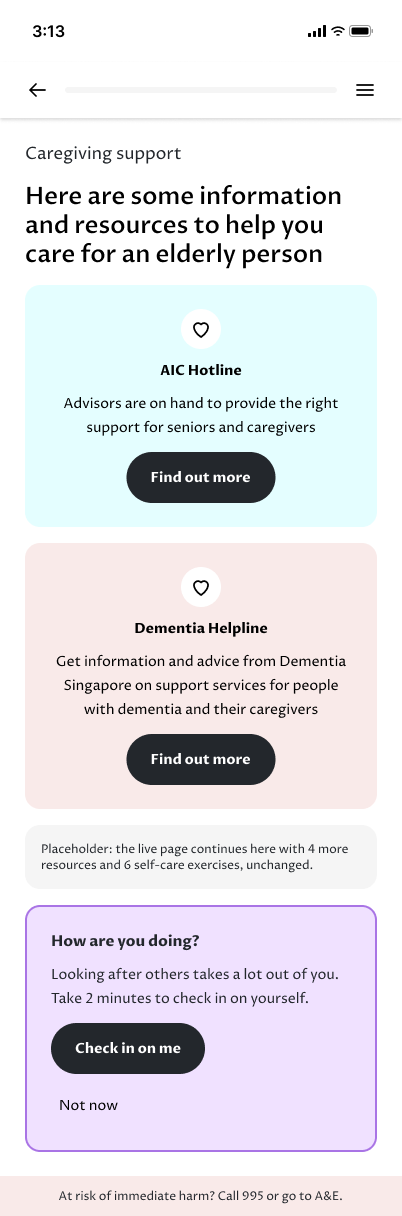 3:13
Caregiving support
Here are some information
and resources to help you
care for an elderly person
AIC Hotline
Advisors are on hand to provide the right
support for seniors and caregivers
Find out more
Dementia Helpline
Get information and advice from Dementia
Singapore on support services for people
with dementia and their caregivers
Find out more
Placeholder: the live page continues here with 4 more
resources and 6 self-care exercises, unchanged.
How are you doing?
Looking after others takes a lot out of you.
Take 2 minutes to check in on yourself.
Check in on me
Not now
At risk of immediate harm? Call 995 or go to A&E.